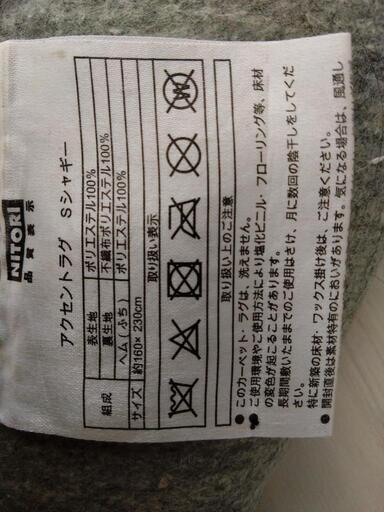 NITORI
品質表示
アクセントラグ Sシャギー
組成 表生地 ポリエステル100%
裏生地 不織布ポリエステル100%
ヘム(ふち) ポリエステル100%
サイズ 約160×230cm
取り扱い表示
取り扱い上のご注意
●このカーペット・ラグは、洗えません。
●ご使用環境やご使用方法により塩化ビニル・フローリング等、床材
の変色が起こることがあります。
長期間敷いたままでのご使用はさけ、月に数回の陰干しをしてくだ
さい。
特に新築の床材・ワックス掛け後は、ご注意ください。
●開封直後は素材特有のにおいがあります。気になる場合は、風通し